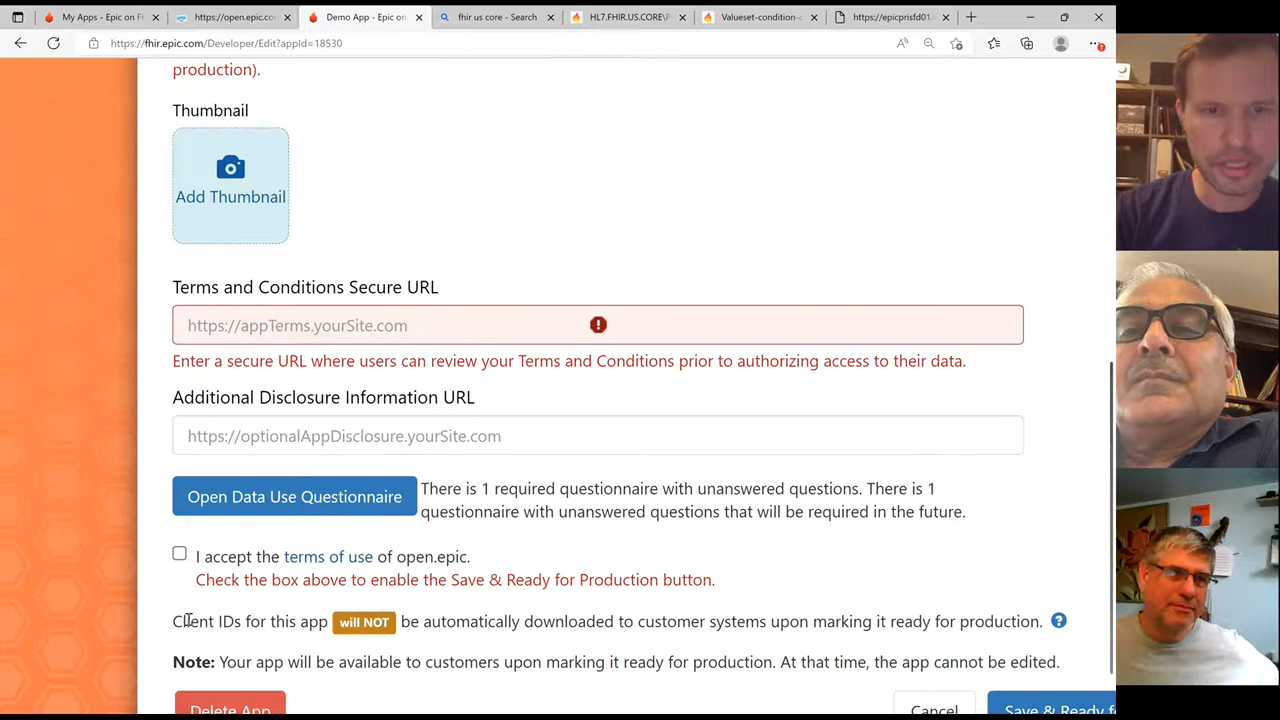 My Apps - Epic on F
https://open.epic.co
Demo App - Epic on
fhir us core - Search
HL7.FHIR.US.CORE\P
Valueset-condition-c
https://epicprisfd01.
https://fhir.epic.com/Developer/Edit?appId=18530
production).
Thumbnail
Add Thumbnail
Terms and Conditions Secure URL
https://appTerms.yourSite.com
Enter a secure URL where users can review your Terms and Conditions prior to authorizing access to their data.
Additional Disclosure Information URL
https://optionalAppDisclosure.yourSite.com
Open Data Use Questionnaire
There is 1 required questionnaire with unanswered questions. There is 1
questionnaire with unanswered questions that will be required in the future.
I accept the terms of use of open.epic.
Check the box above to enable the Save & Ready for Production button.
Client IDs for this app will NOT be automatically downloaded to customer systems upon marking it ready for production.
Note: Your app will be available to customers upon marking it ready for production. At that time, the app cannot be edited.
Delete App
Cancel
Save & Ready f